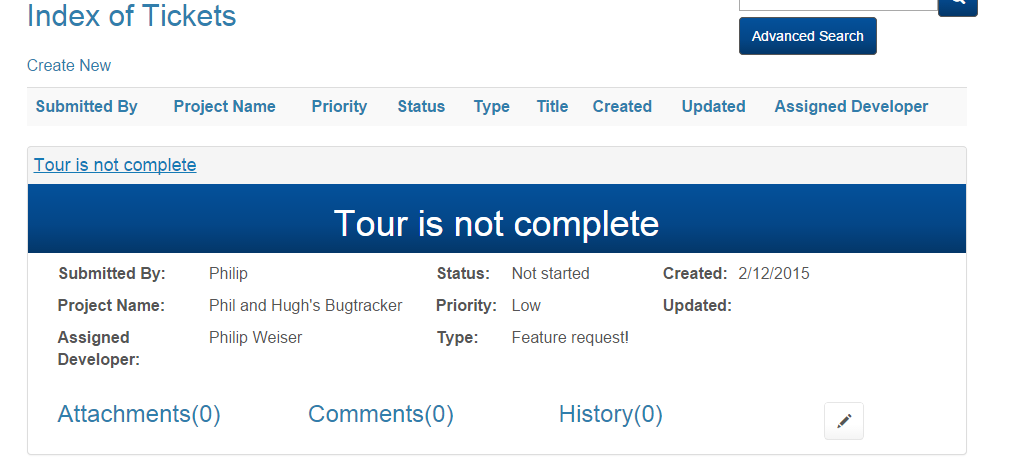 Index of Tickets
Advanced Search
Create New
Submitted By Project Name Priority Status Type Title Created Updated Assigned Developer
Tour is not complete
Tour is not complete
Submitted By: Philip Status: Not started Created: 2/12/2015
Project Name: Phil and Hugh's Bugtracker Priority: Low Updated:
Assigned Developer: Philip Weiser Type: Feature request!
Attachments(0) Comments(0) History(0)